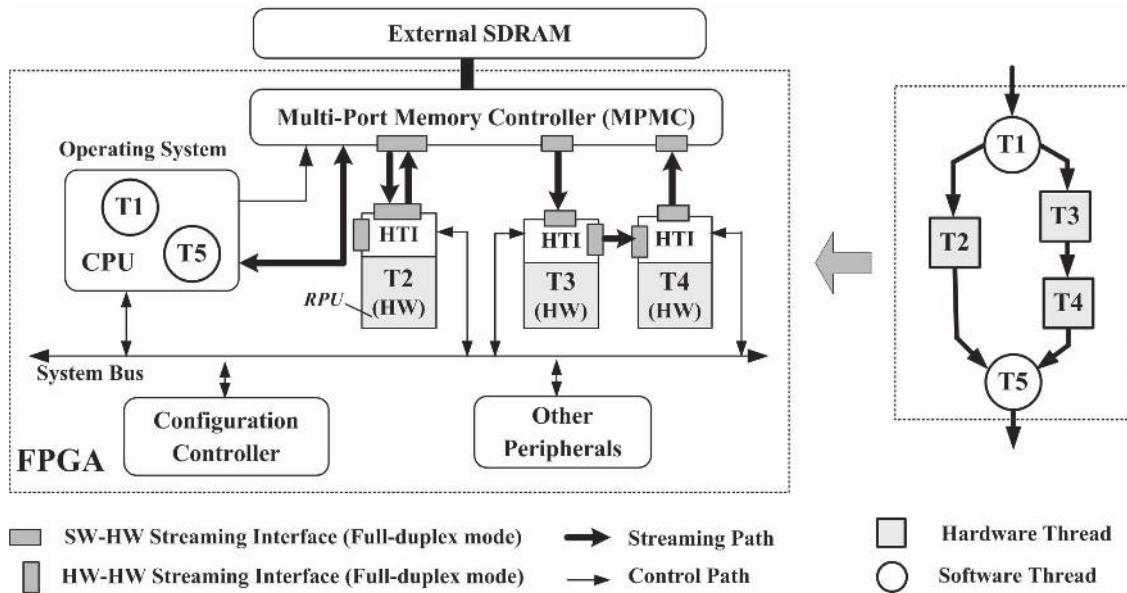 External SDRAM
Multi-Port Memory Controller (MPMC)
Operating System
T1
T5
CPU
HTI
T2
(HW)
RPU
HTI
T3
(HW)
HTI
T4
(HW)
System Bus
Configuration
Controller
Other
Peripherals
FPGA
T1
T2
T3
T4
T5
SW-HW Streaming Interface (Full-duplex mode)
HW-HW Streaming Interface (Full-duplex mode)
Streaming Path
Control Path
Hardware Thread
Software Thread